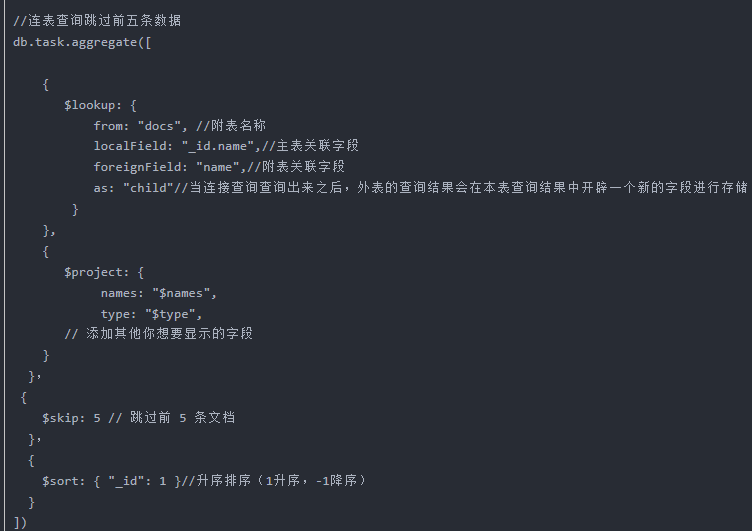 //连表查询跳过前五条数据
db.task.aggregate([
{
$lookup: {
from: "docs", //附表名称
localField: "_id.name",//主表关联字段
foreignField: "name",//附表关联字段
as: "child"//当连接查询查询出来之后，外表的查询结果会在本表查询结果中开辟一个新的字段进行存储
}
},
{
$project: {
names: "$names",
type: "$type",
// 添加其他你想要显示的字段
}
},
{
$skip: 5 // 跳过前 5 条文档
},
{
$sort: { "_id": 1 }//升序排序（1升序，-1降序）
}
])